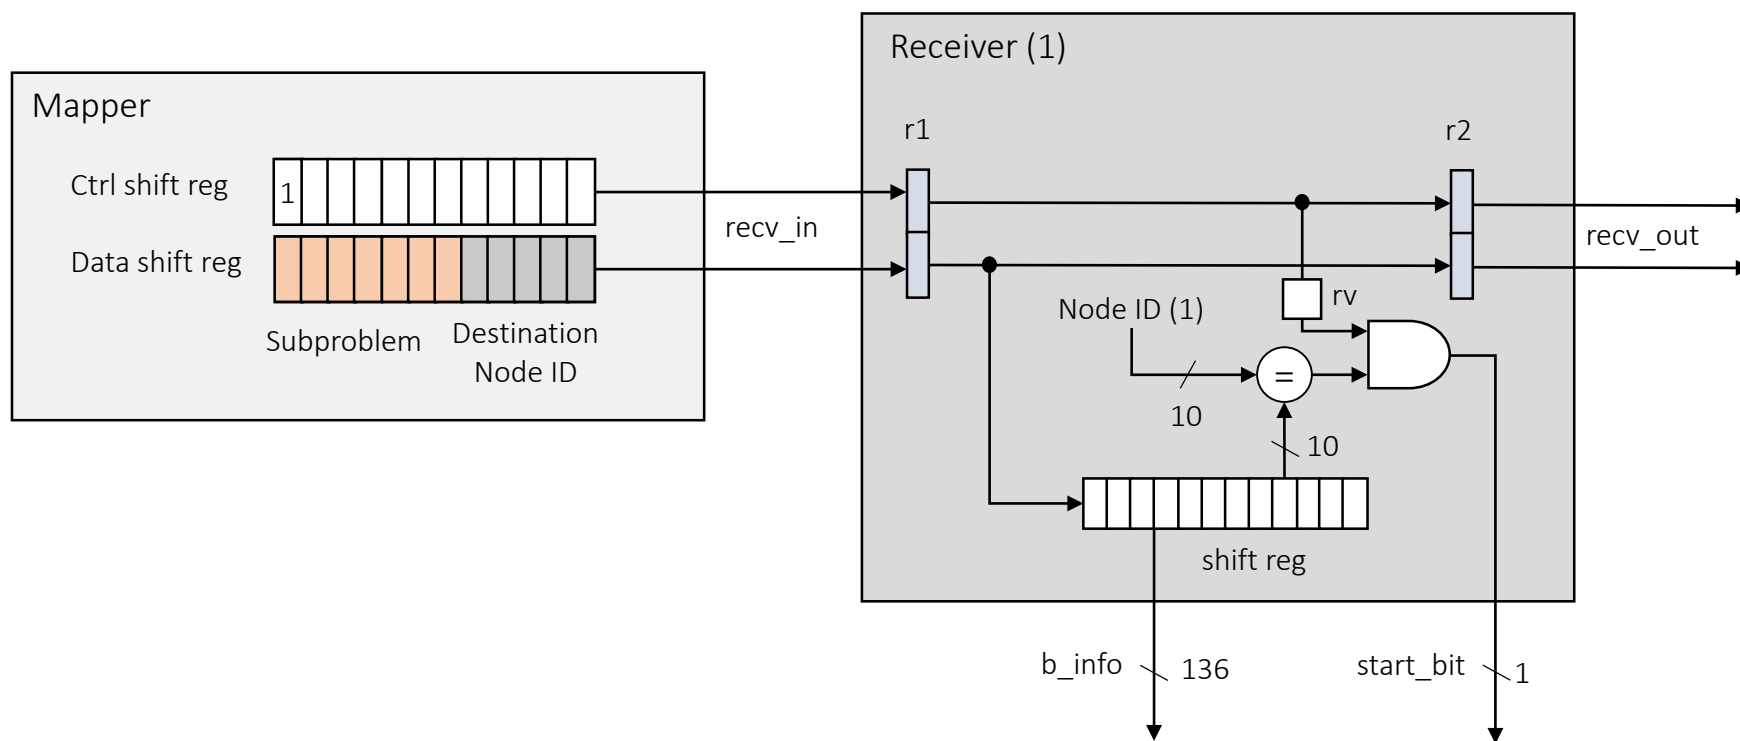 Receiver (1)
Mapper
r1
r2
Ctrl shift reg
1
recv_in
recv_out
Data shift reg
rv
Node ID (1)
Subproblem
Destination
Node ID
=
10
10
shift reg
b_info
136
start_bit
1